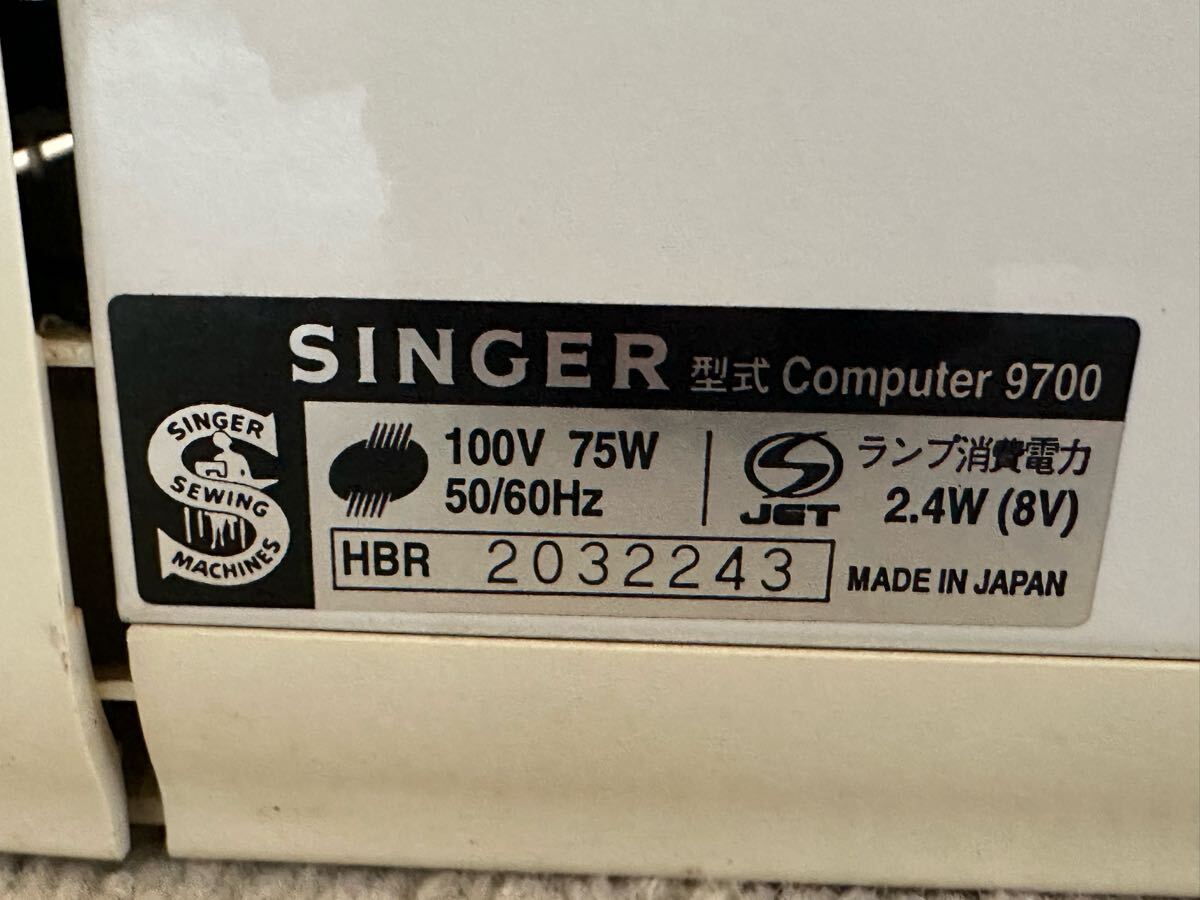 SINGER 型式 Computer 9700
SINGER
SEWING
MACHINES
100V 75W
50/60Hz
JET
ランプ消費電力
2.4W (8V)
HBR 2032243
MADE IN JAPAN